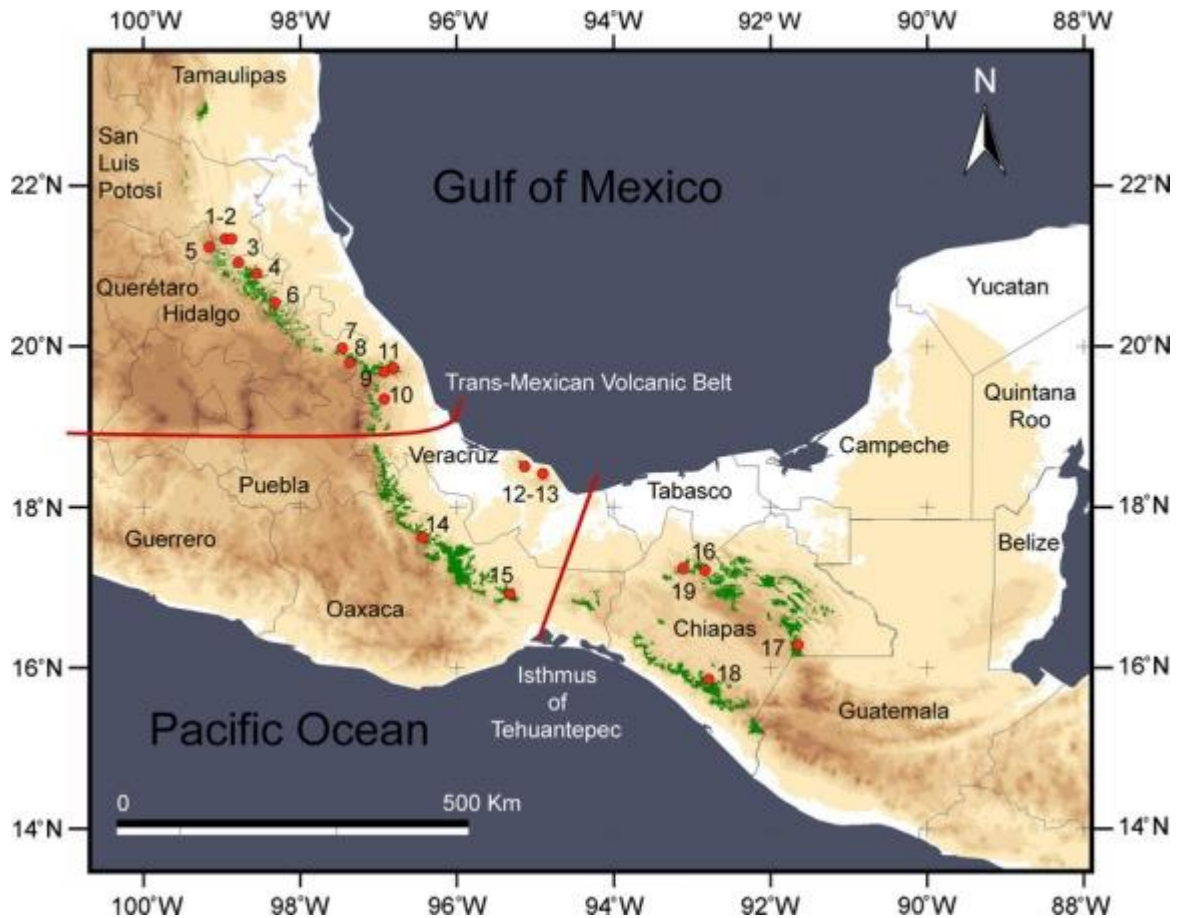 100°W 98°W 96°W 94°W 92°W 90°W 88°W
Tamaulipas
N
San
Luis
Potosí
22°N 22°N
Gulf of Mexico
1-2
5 3
4
Yucatan
Querétaro
6
Hidalgo
7
20°N 20°N
8 11
9
Trans-Mexican Volcanic Belt
10
Quintana
Roo
Campeche
Veracruz
Puebla
12-13
Tabasco
18°N 18°N
14
Guerrero
Belize
16
15
19
Oaxaca
Chiapas
17
16°N 16°N
18
Isthmus
of
Tehuantepec
Guatemala
Pacific Ocean
0 500 Km
14°N 14°N
100°W 98°W 96°W 94°W 92°W 90°W 88°W